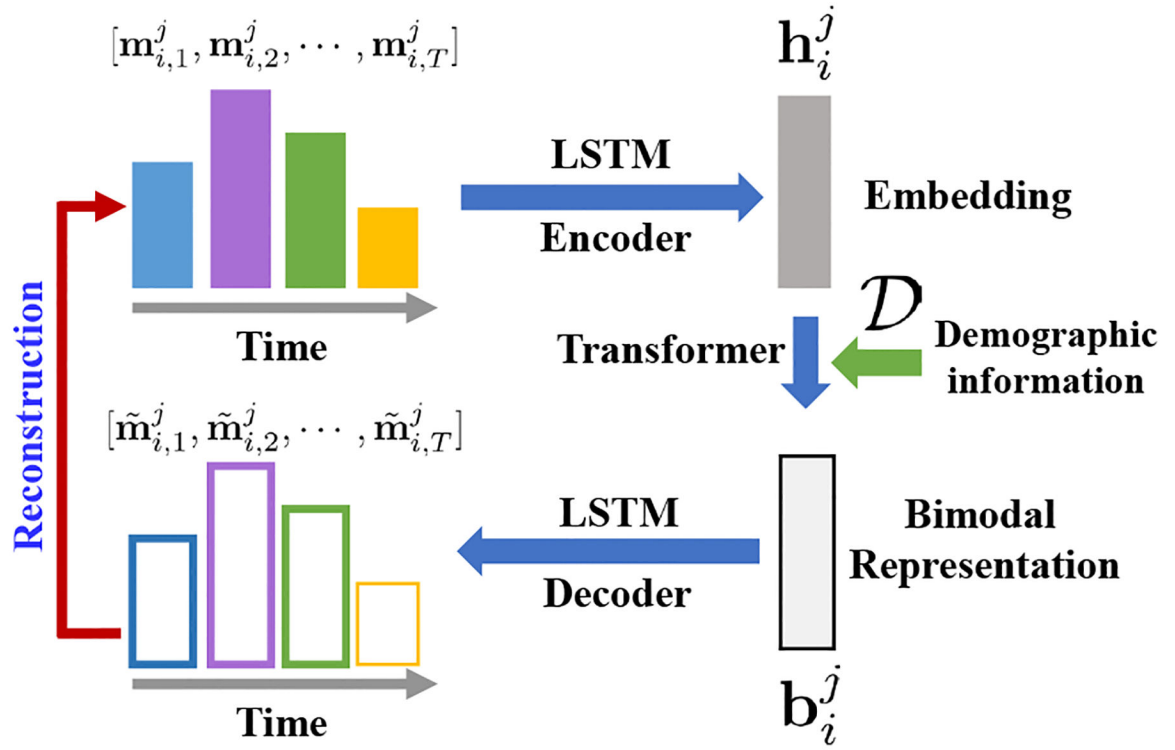 [m^j_{i,1}, m^j_{i,2}, ⋯ , m^j_{i,T}]
h^j_i
LSTM
Encoder
Embedding
Time
Reconstruction
Transformer
𝒟
Demographic
information
[m̃^j_{i,1}, m̃^j_{i,2}, ⋯ , m̃^j_{i,T}]
LSTM
Decoder
Bimodal
Representation
Time
b^j_i